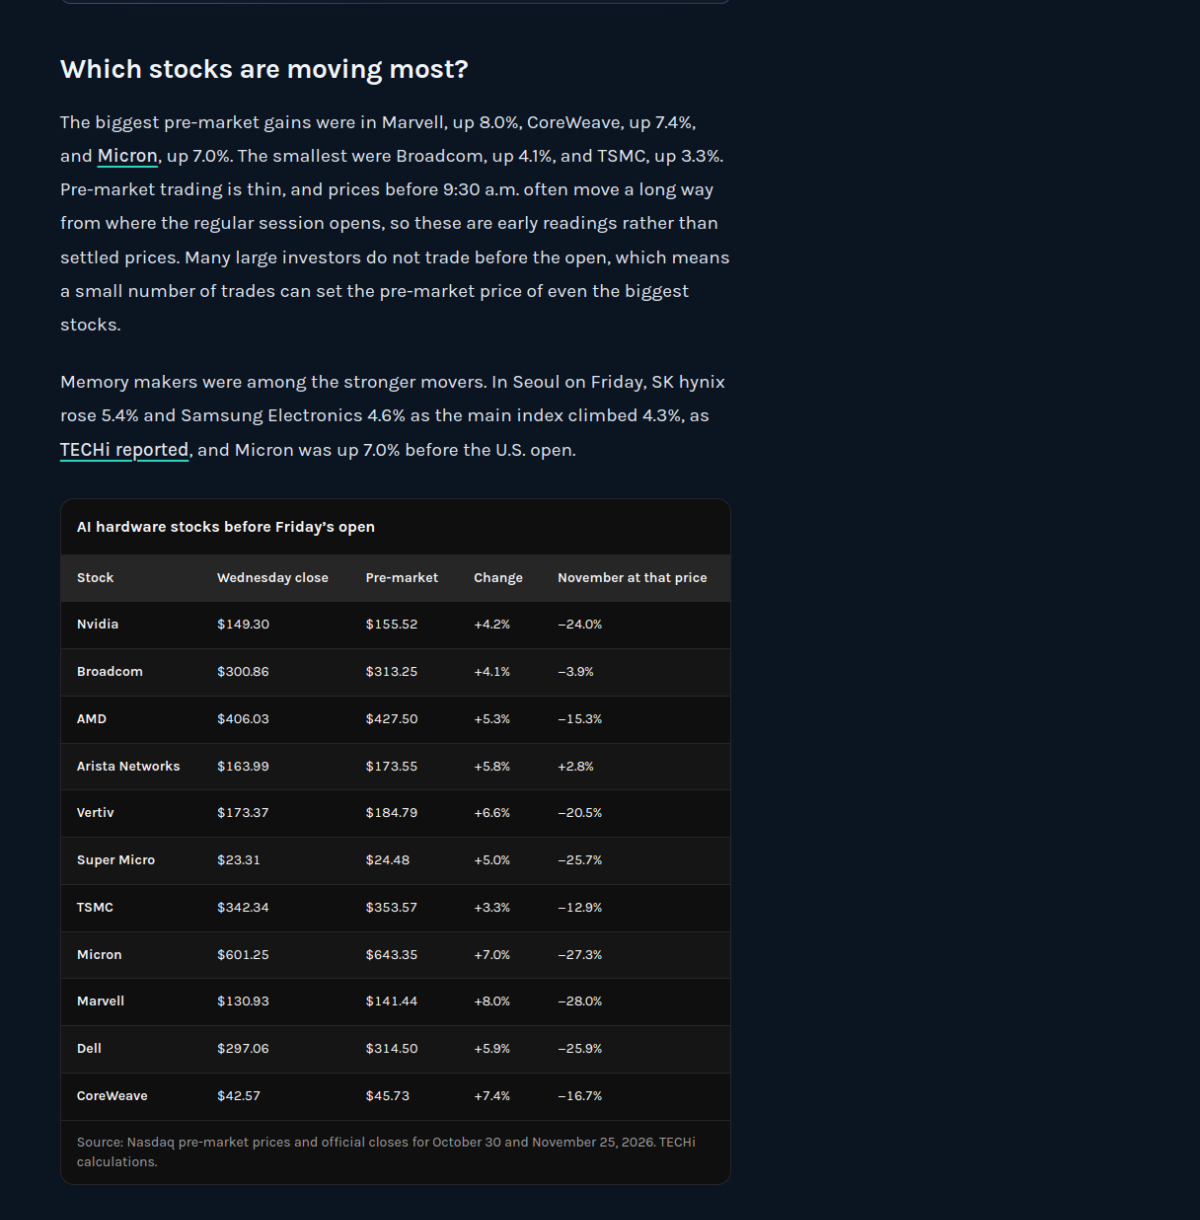 Which stocks are moving most?
The biggest pre-market gains were in Marvell, up 8.0%, CoreWeave, up 7.4%,
and Micron, up 7.0%. The smallest were Broadcom, up 4.1%, and TSMC, up 3.3%.
Pre-market trading is thin, and prices before 9:30 a.m. often move a long way
from where the regular session opens, so these are early readings rather than
settled prices. Many large investors do not trade before the open, which means
a small number of trades can set the pre-market price of even the biggest
stocks.
Memory makers were among the stronger movers. In Seoul on Friday, SK hynix
rose 5.4% and Samsung Electronics 4.6% as the main index climbed 4.3%, as
TECHi reported, and Micron was up 7.0% before the U.S. open.
AI hardware stocks before Friday’s open
Stock Wednesday close Pre-market Change November at that price
Nvidia $149.30 $155.52 +4.2% −24.0%
Broadcom $300.86 $313.25 +4.1% −3.9%
AMD $406.03 $427.50 +5.3% −15.3%
Arista Networks $163.99 $173.55 +5.8% +2.8%
Vertiv $173.37 $184.79 +6.6% −20.5%
Super Micro $23.31 $24.48 +5.0% −25.7%
TSMC $342.34 $353.57 +3.3% −12.9%
Micron $601.25 $643.35 +7.0% −27.3%
Marvell $130.93 $141.44 +8.0% −28.0%
Dell $297.06 $314.50 +5.9% −25.9%
CoreWeave $42.57 $45.73 +7.4% −16.7%
Source: Nasdaq pre-market prices and official closes for October 30 and November 25, 2026. TECHi
calculations.